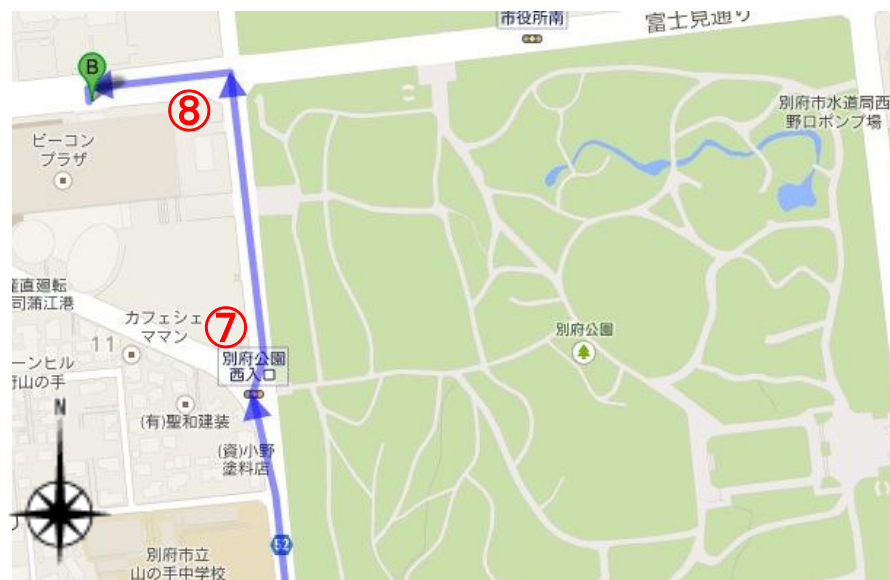 市役所南
富士見通り
B
⑧
別府市水道局西
野口ポンプ場
ビーコン
プラザ
直廻転
司蒲江港
カフェシェ
ママン
⑦
11
別府公園
西入口
別府公園
ーンヒル
山の手
(有)聖和建装
N
(資)小野
塗料店
52
別府市立
山の手中学校